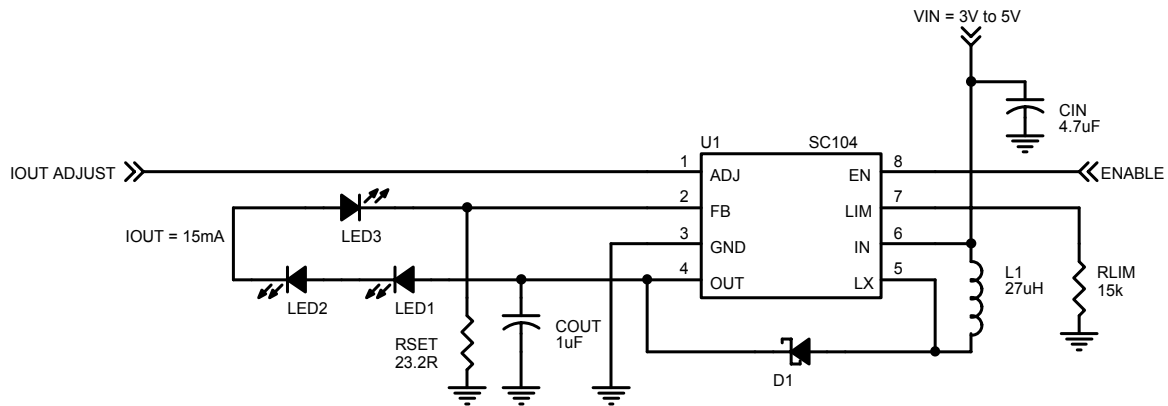 VIN = 3V to 5V
CIN
4.7uF
U1
SC104
IOUT ADJUST
1
ADJ
EN
8
ENABLE
2
FB
LIM
7
LED3
IOUT = 15mA
3
GND
IN
6
4
OUT
LX
5
LED2
LED1
L1
27uH
RLIM
15k
RSET
23.2R
COUT
1uF
D1